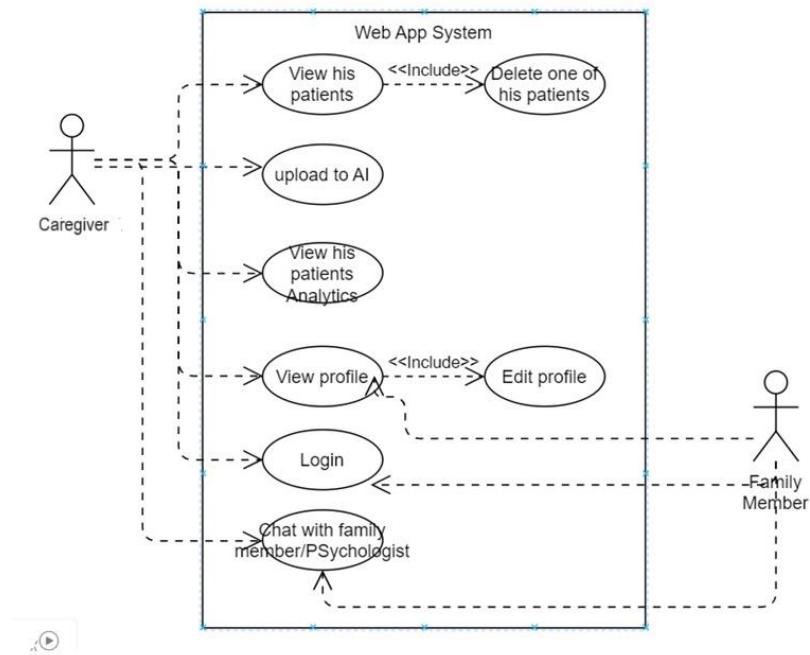 Web App System
View his
patients
<<Include>>
Delete one of
his patients
Caregiver
upload to AI
View his
patients
Analytics
View profile
<<Include>>
Edit profile
Login
Family
Member
Chat with family
member/PSychologist